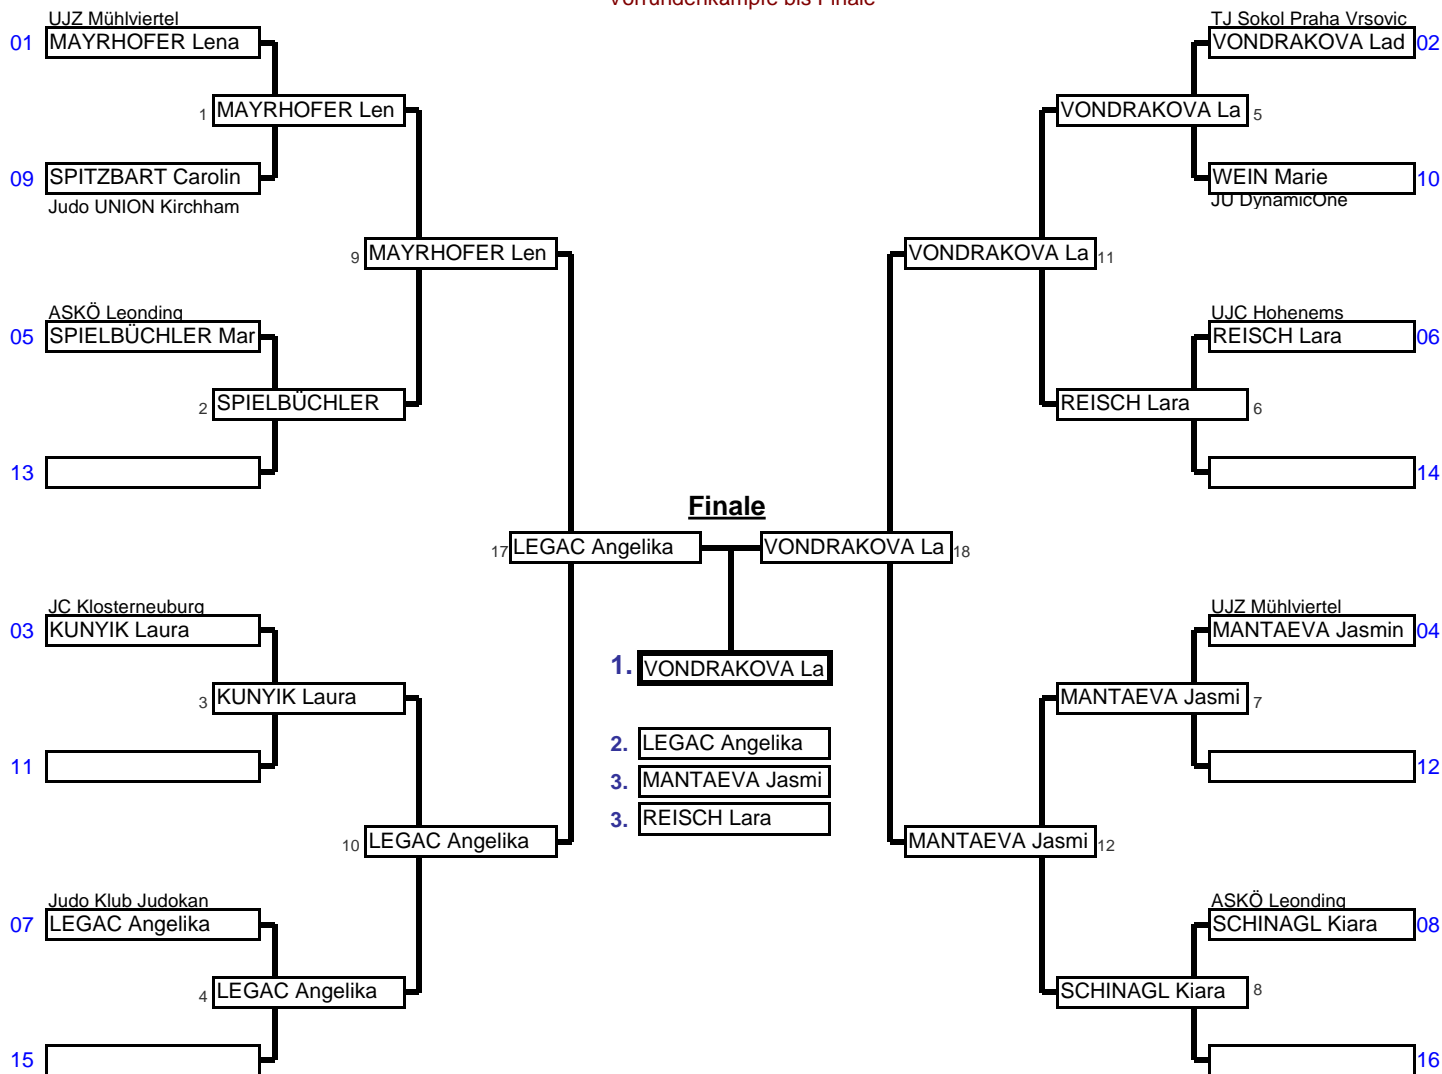 Vorrundenkämpfe bis Finale
UJZ Mühlviertel
01 MAYRHOFER Lena
1 MAYRHOFER Len
09 SPITZBART Carolin
Judo UNION Kirchham
9 MAYRHOFER Len
ASKÖ Leonding
05 SPIELBÜCHLER Mar
2 SPIELBÜCHLER
13
17 LEGAC Angelika
JC Klosterneuburg
03 KUNYIK Laura
3 KUNYIK Laura
11
10 LEGAC Angelika
Judo Klub Judokan
07 LEGAC Angelika
4 LEGAC Angelika
15
Finale
1. VONDRAKOVA La
2. LEGAC Angelika
3. MANTAEVA Jasmi
3. REISCH Lara
TJ Sokol Praha Vrsovic
VONDRAKOVA Lad 02
VONDRAKOVA La 5
WEIN Marie 10
JU DynamicOne
VONDRAKOVA La 11
UJC Hohenems
REISCH Lara 06
REISCH Lara 6
14
VONDRAKOVA La 18
UJZ Mühlviertel
MANTAEVA Jasmin 04
MANTAEVA Jasmi 7
12
MANTAEVA Jasmi 12
ASKÖ Leonding
SCHINAGL Kiara 08
SCHINAGL Kiara 8
16